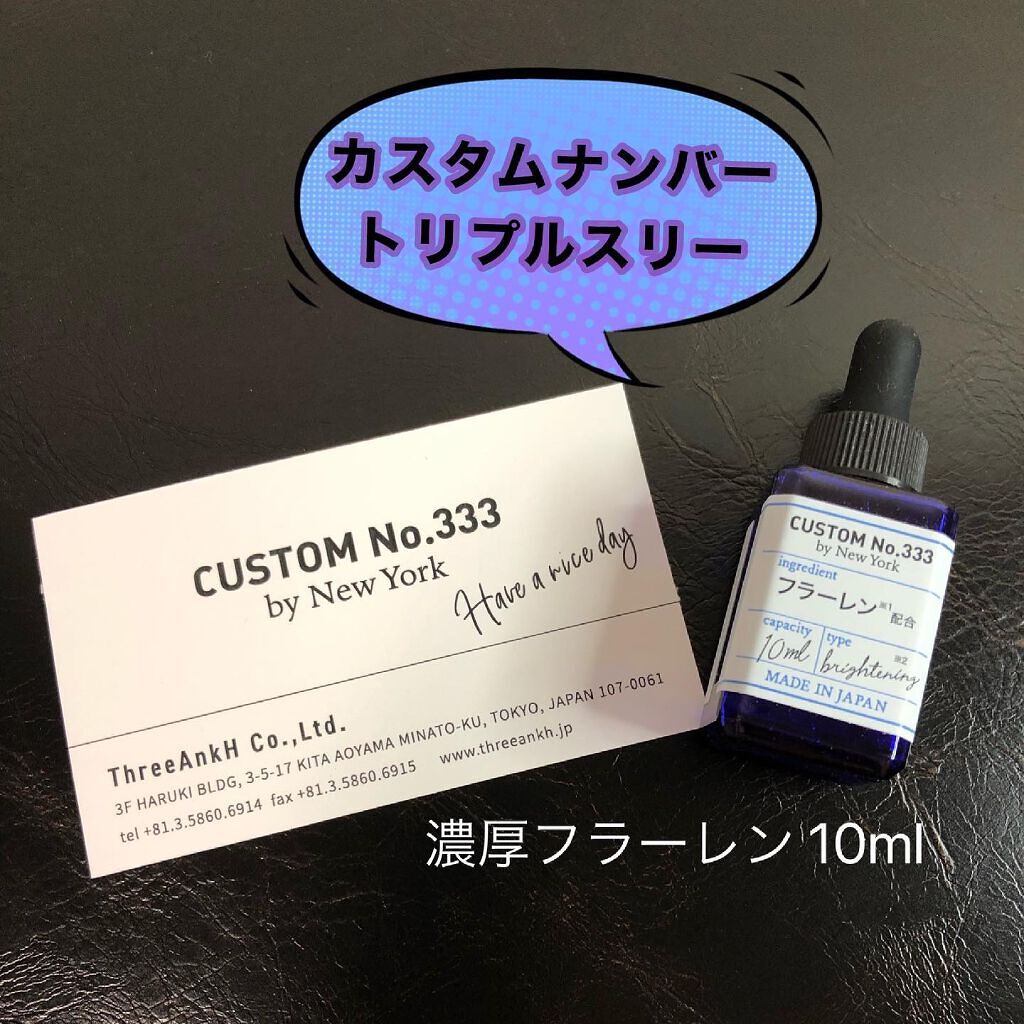 カスタムナンバー
トリプルスリー
CUSTOM No.333
by New York
Have a nice day
ThreeAnkH Co.,Ltd.
3F HARUKI BLDG, 3-5-17 KITA AOYAMA MINATO-KU, TOKYO, JAPAN 107-0061
tel +81.3.5860.6914 fax +81.3.5860.6915 www.threeankh.jp
CUSTOM No.333
by New York
ingredient
フラーレン※1配合
capacity type
10ml brightening※2
MADE IN JAPAN
濃厚フラーレン 10ml